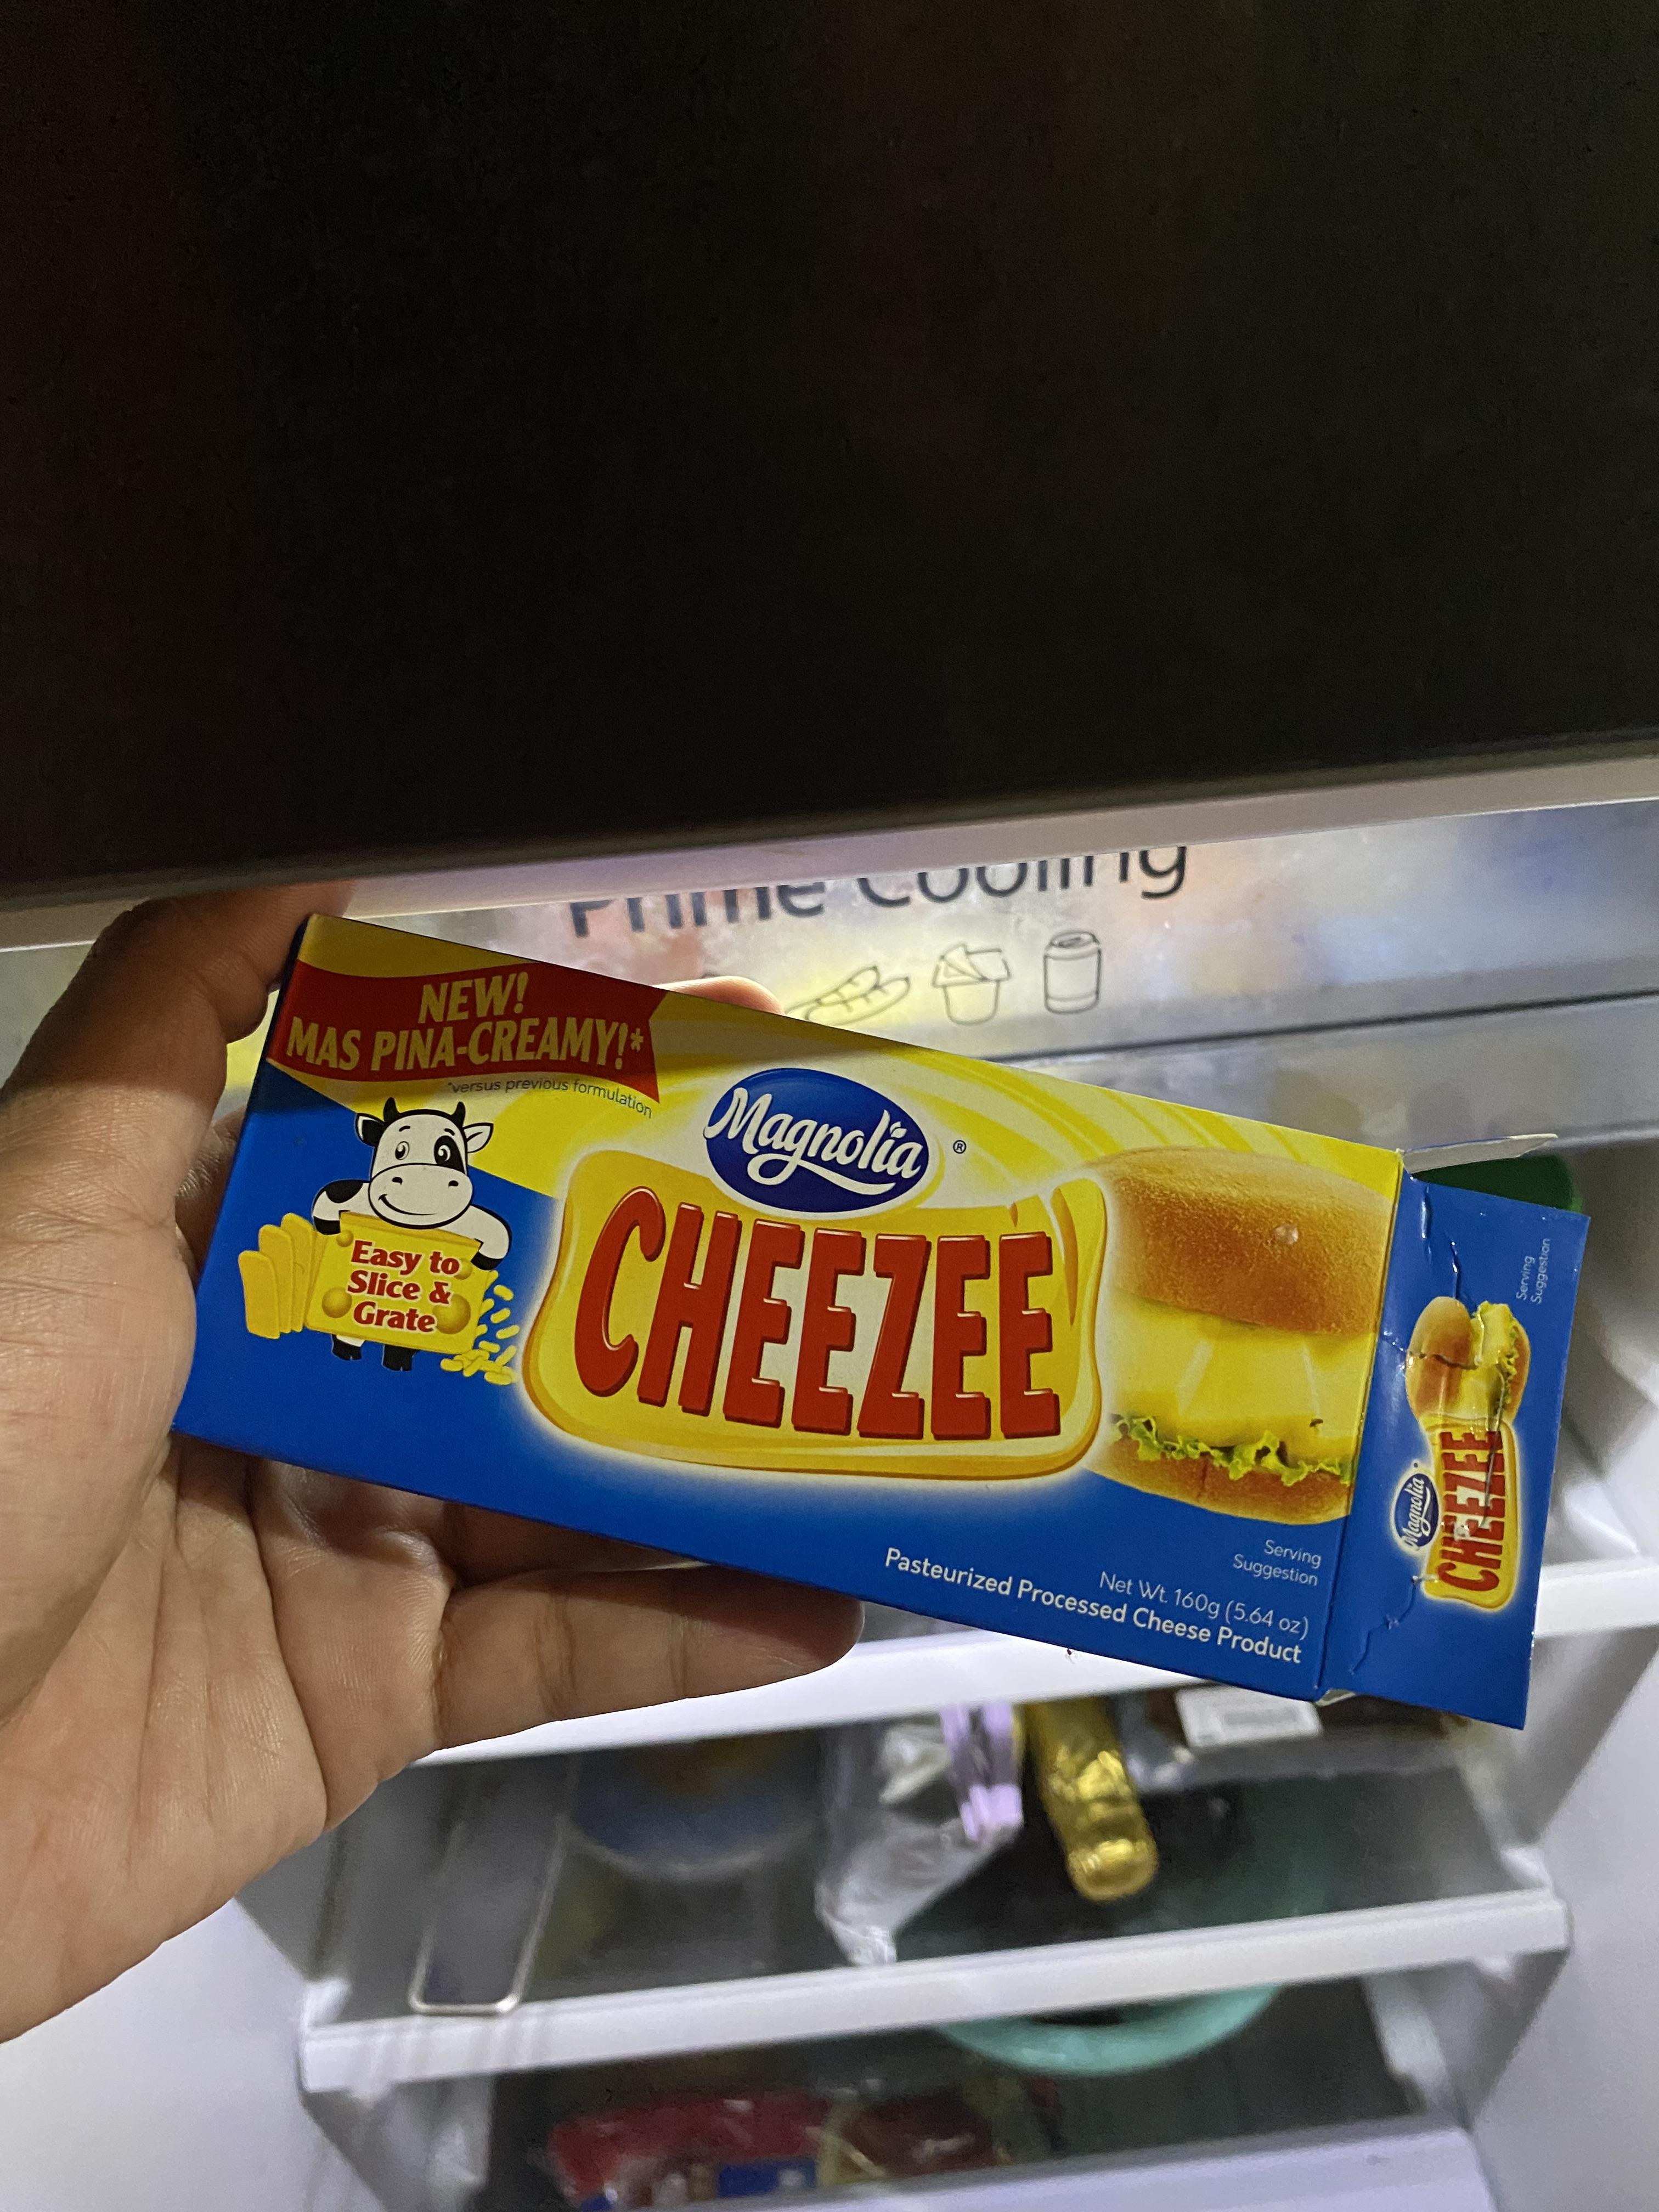 Prime Cooling
NEW!
MAS PINA-CREAMY!*
*versus previous formulation
Magnolia®
CHEEZEE
Easy to
Slice &
Grate
Serving
Suggestion
Net Wt. 160g (5.64 oz)
Pasteurized Processed Cheese Product
Serving
Suggestion
Magnolia
CHEEZEE